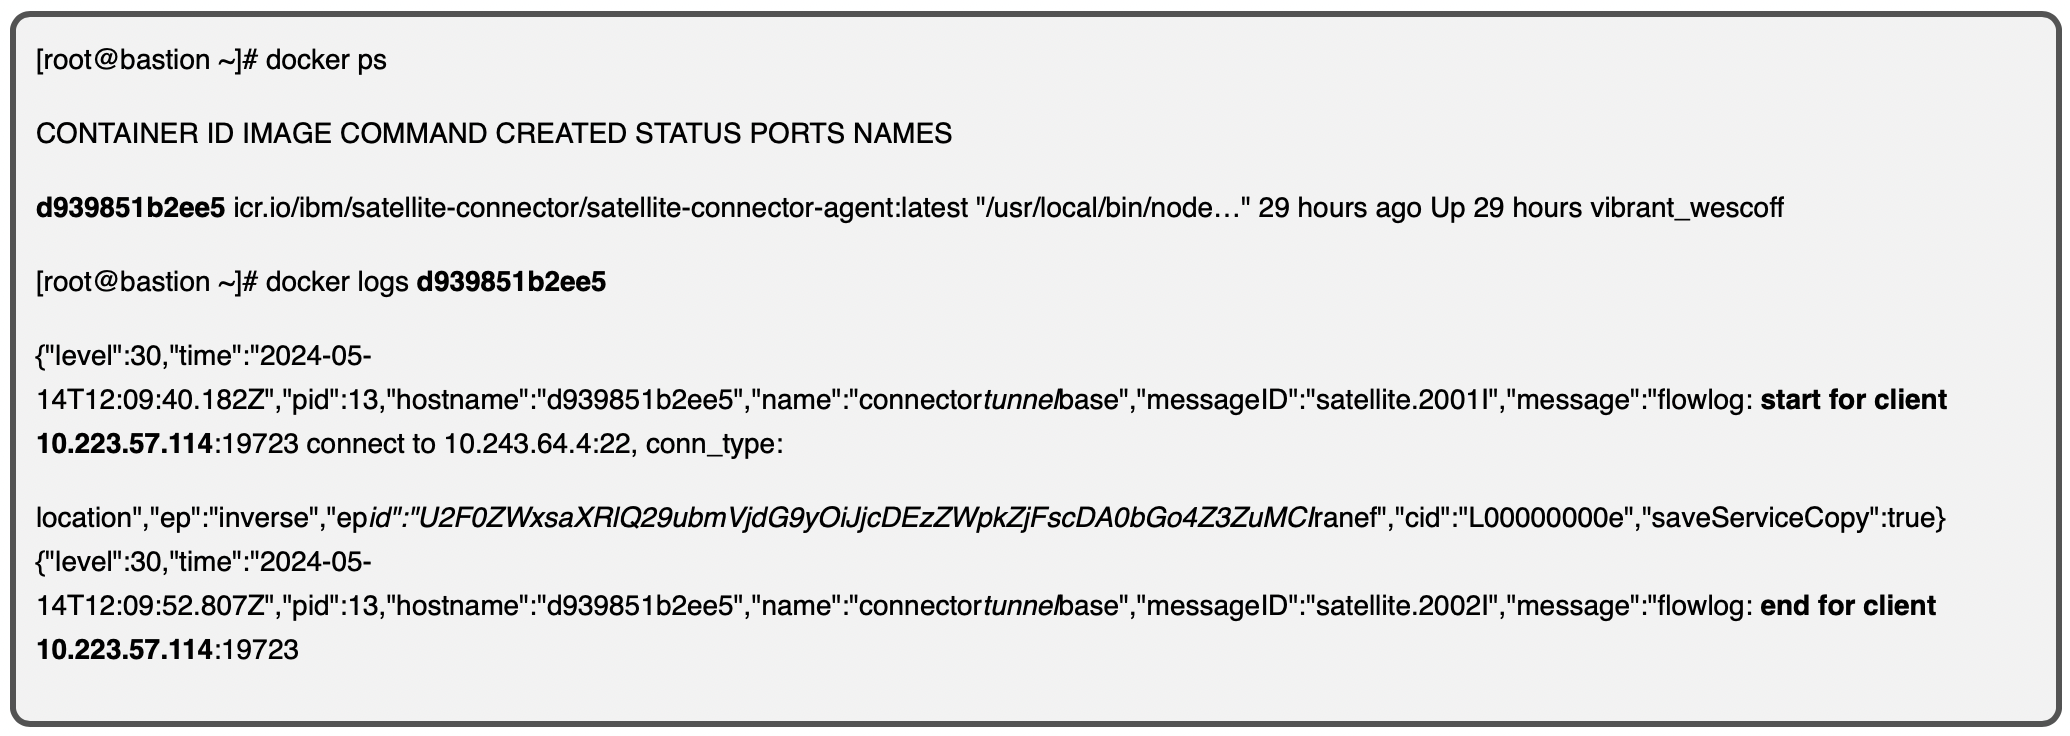 [root@bastion ~]# docker ps
CONTAINER ID IMAGE COMMAND CREATED STATUS PORTS NAMES
d939851b2ee5 icr.io/ibm/satellite-connector/satellite-connector-agent:latest "/usr/local/bin/node…" 29 hours ago Up 29 hours vibrant_wescoff
[root@bastion ~]# docker logs d939851b2ee5
{"level":30,"time":"2024-05-
14T12:09:40.182Z","pid":13,"hostname":"d939851b2ee5","name":"connectortunnelbase","messageID":"satellite.2001I","message":"flowlog: start for client
10.223.57.114:19723 connect to 10.243.64.4:22, conn_type:
location","ep":"inverse","epid":"U2F0ZWxsaXRlQ29ubmVjdG9yOiJjcDEzZWpkZjFscDA0bGo4Z3ZuMCIranef","cid":"L00000000e","saveServiceCopy":true}
{"level":30,"time":"2024-05-
14T12:09:52.807Z","pid":13,"hostname":"d939851b2ee5","name":"connectortunnelbase","messageID":"satellite.2002I","message":"flowlog: end for client
10.223.57.114:19723